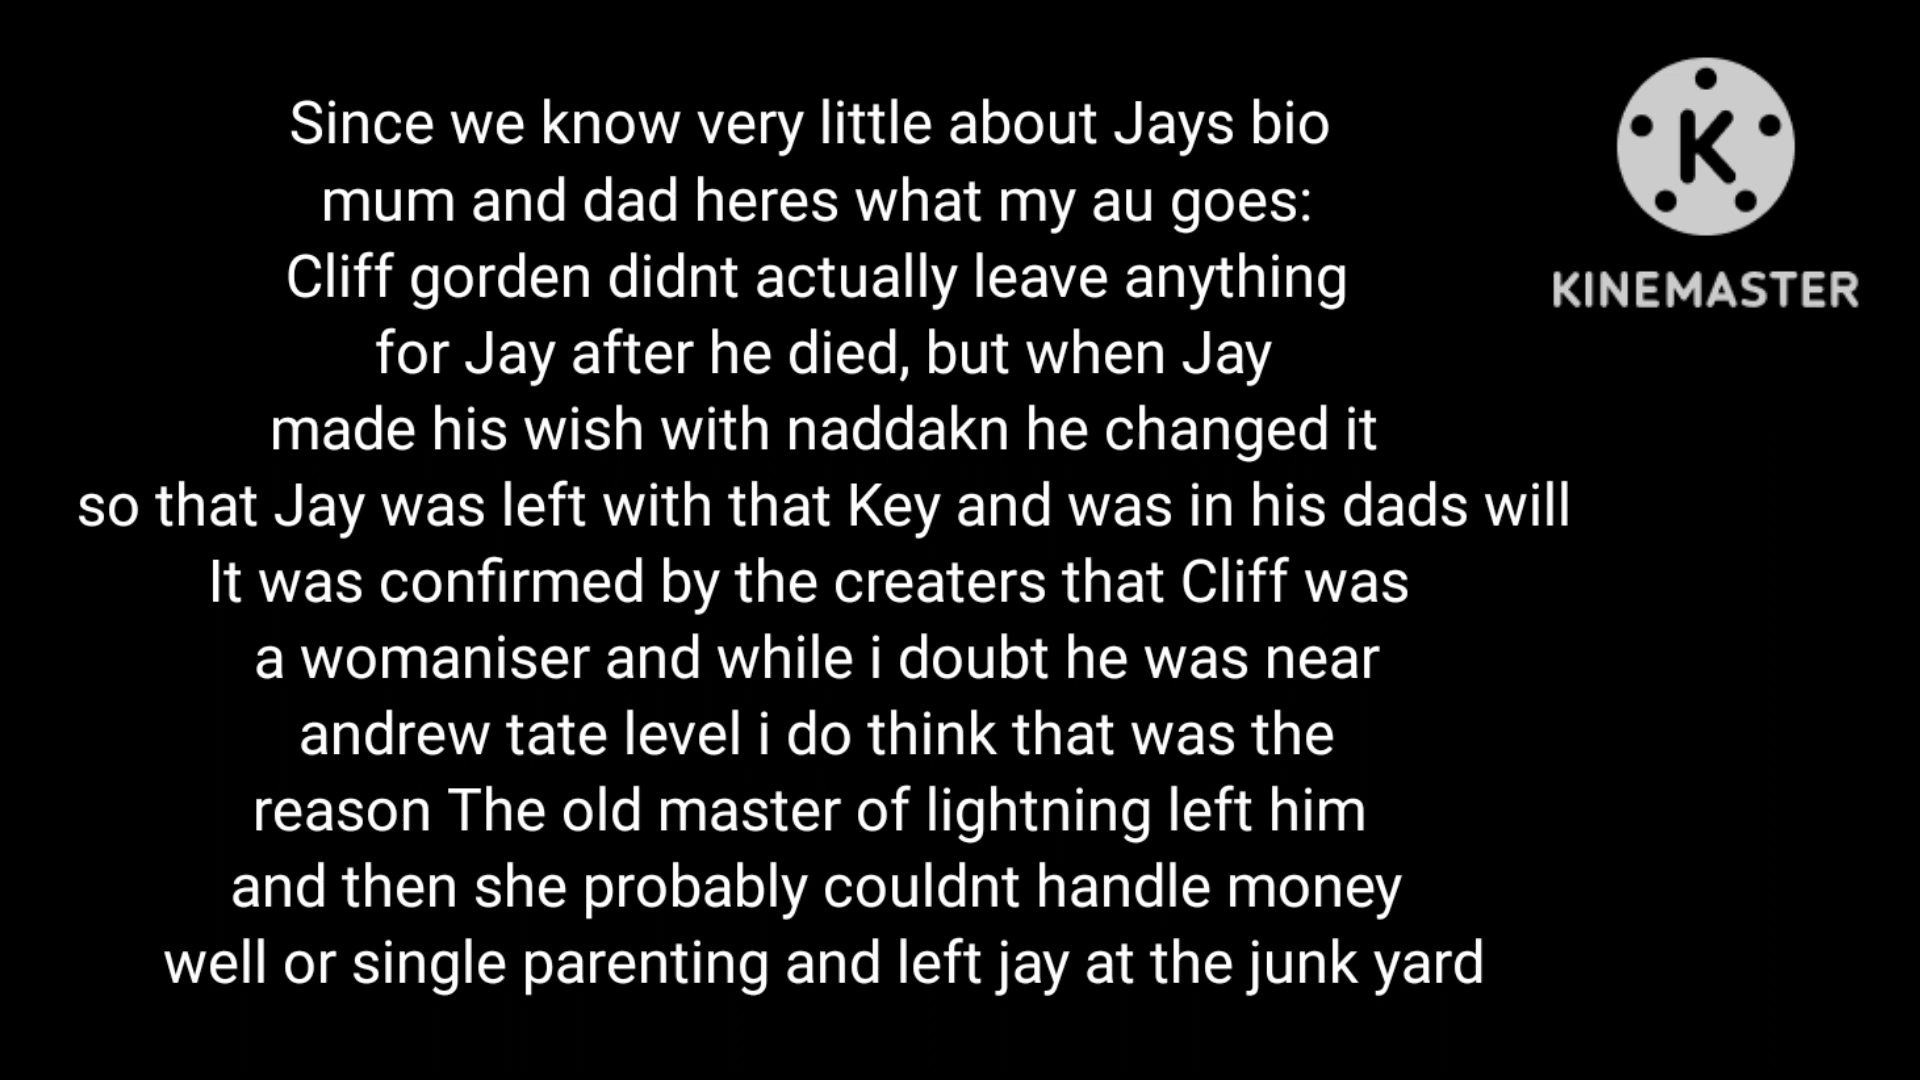 Since we know very little about Jays bio
mum and dad heres what my au goes:
Cliff gorden didnt actually leave anything
for Jay after he died, but when Jay
made his wish with naddakn he changed it
so that Jay was left with that Key and was in his dads will
It was confirmed by the creaters that Cliff was
a womaniser and while i doubt he was near
andrew tate level i do think that was the
reason The old master of lightning left him
and then she probably couldnt handle money
well or single parenting and left jay at the junk yard
K
KINEMASTER